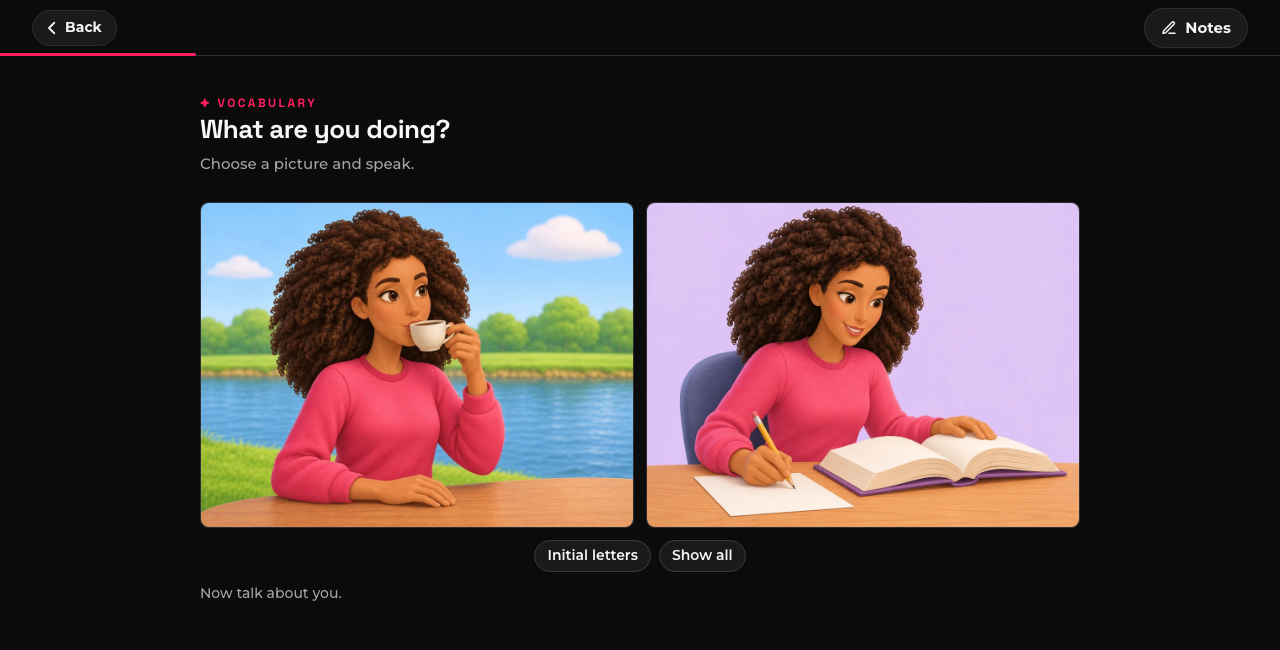 Back
Notes
VOCABULARY
What are you doing?
Choose a picture and speak.
Initial letters
Show all
Now talk about you.